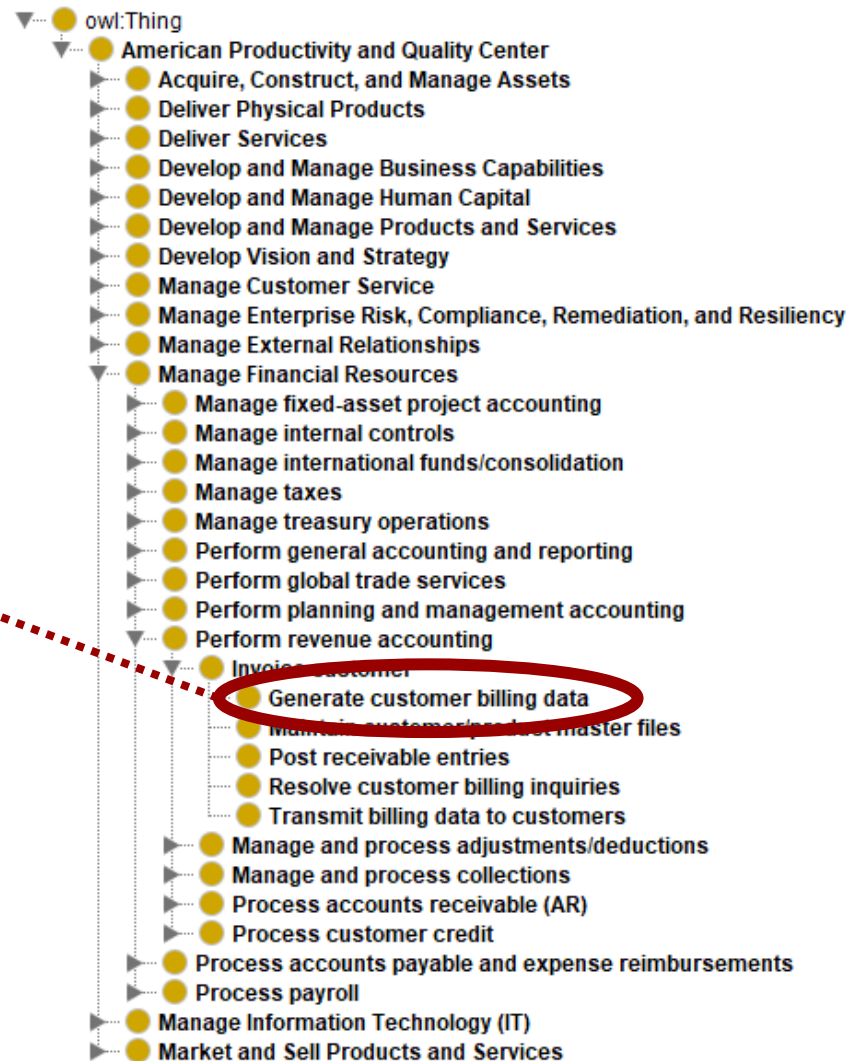 owl:Thing
American Productivity and Quality Center
Acquire, Construct, and Manage Assets
Deliver Physical Products
Deliver Services
Develop and Manage Business Capabilities
Develop and Manage Human Capital
Develop and Manage Products and Services
Develop Vision and Strategy
Manage Customer Service
Manage Enterprise Risk, Compliance, Remediation, and Resiliency
Manage External Relationships
Manage Financial Resources
Manage fixed-asset project accounting
Manage internal controls
Manage international funds/consolidation
Manage taxes
Manage treasury operations
Perform general accounting and reporting
Perform global trade services
Perform planning and management accounting
Perform revenue accounting
Invoice customer
Generate customer billing data
Maintain customer/product master files
Post receivable entries
Resolve customer billing inquiries
Transmit billing data to customers
Manage and process adjustments/deductions
Manage and process collections
Process accounts receivable (AR)
Process customer credit
Process accounts payable and expense reimbursements
Process payroll
Manage Information Technology (IT)
Market and Sell Products and Services